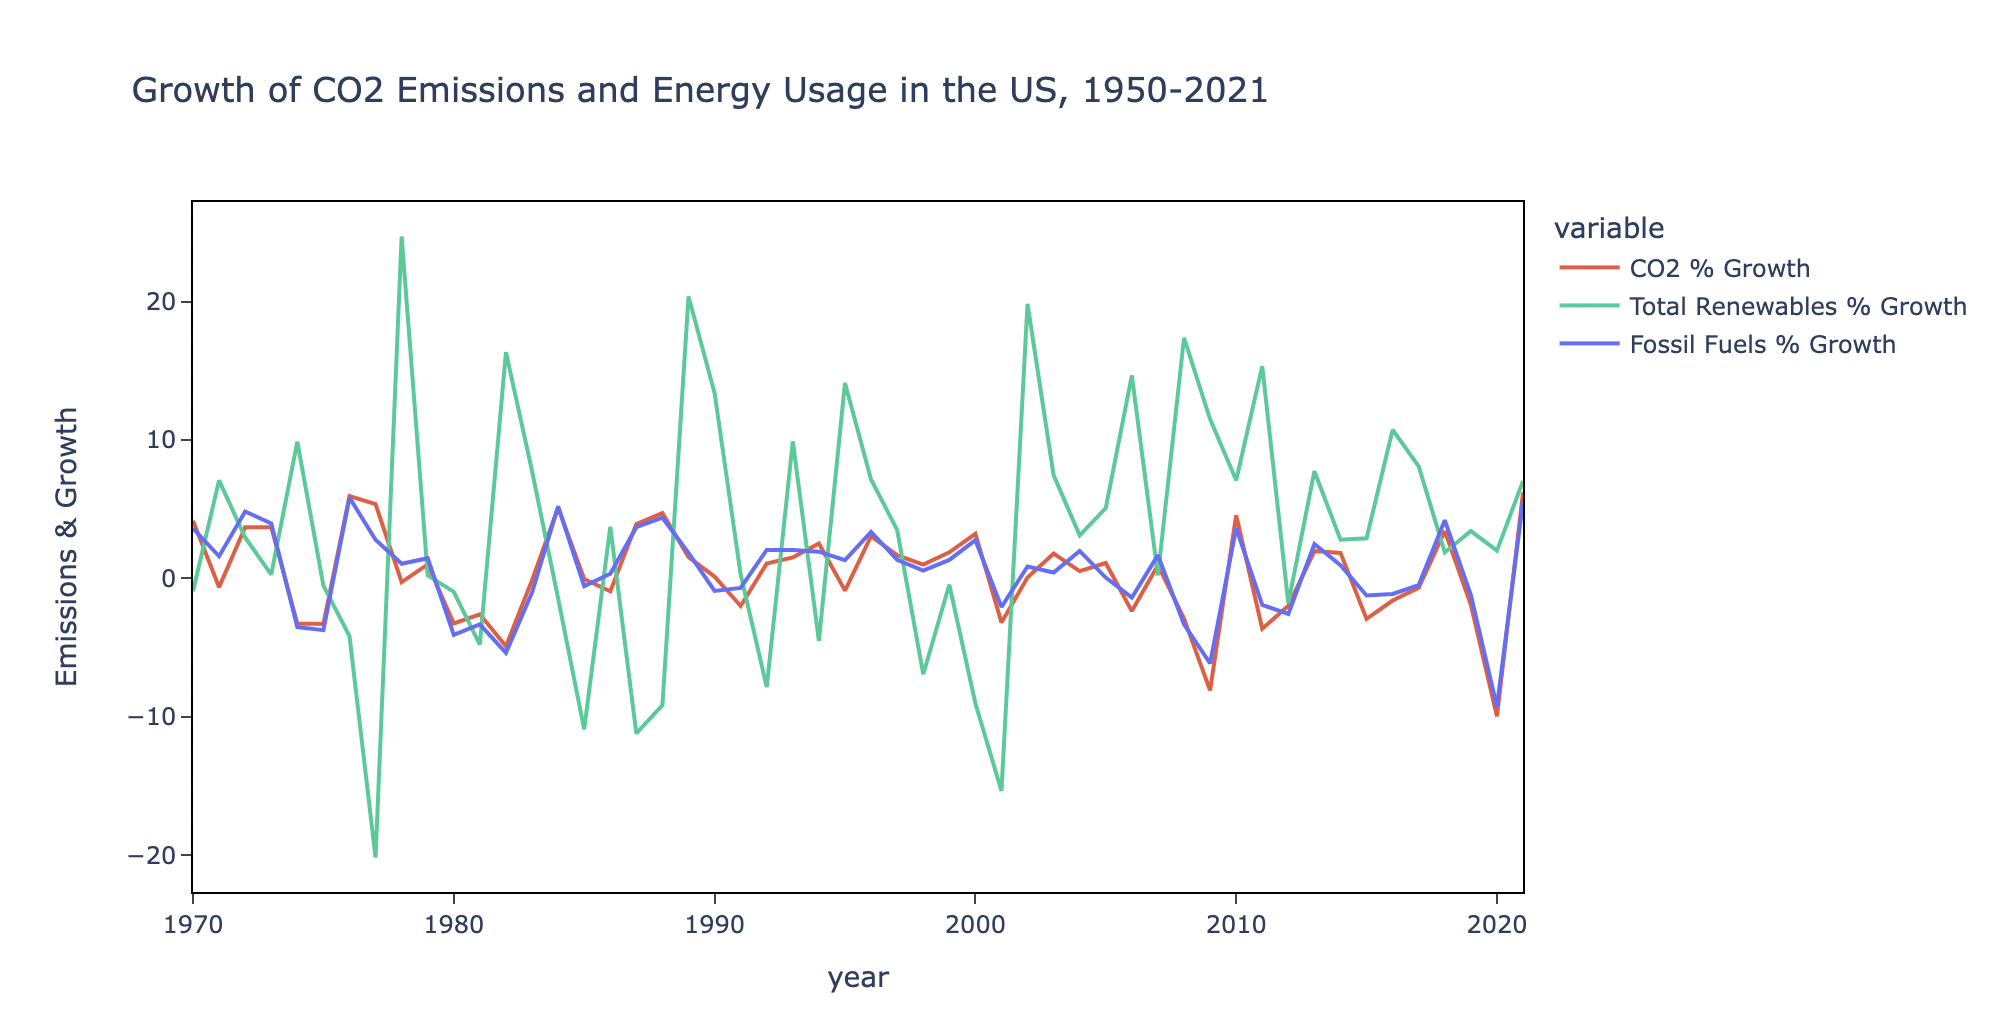 Growth of CO2 Emissions and Energy Usage in the US, 1950-2021
variable
CO2 % Growth
Total Renewables % Growth
Fossil Fuels % Growth
Emissions & Growth
20
10
0
−10
−20
1970
1980
1990
2000
2010
2020
year